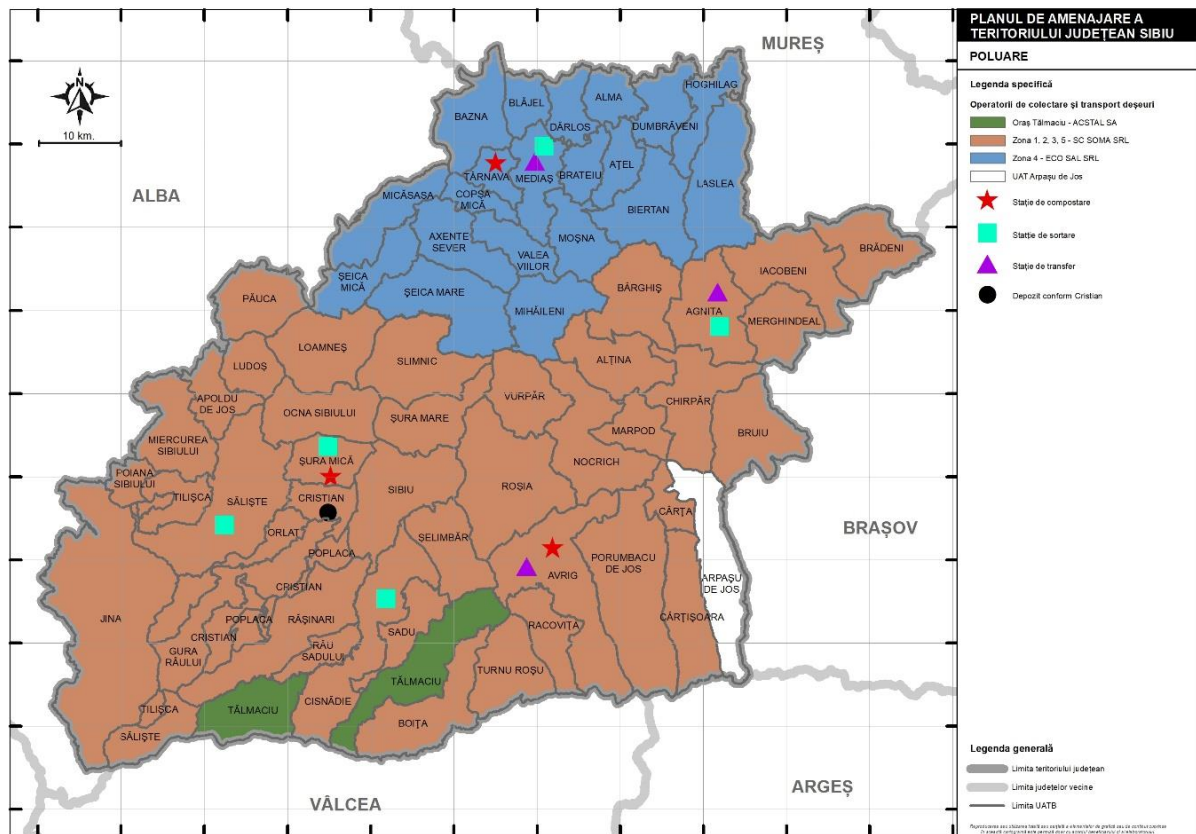 PLANUL DE AMENAJARE A
TERITORIULUI JUDEȚEAN SIBIU
POLUARE
Legenda specifică
Operatorii de colectare și transport deșeuri
Oraș Tălmaciu - ACSTAL SA
Zona 1, 2, 3, 5 - SC SOMA SRL
Zona 4 - ECO SAL SRL
UAT Arpașu de Jos
Stație de compostare
Stație de sortare
Stație de transfer
Depozit conform Cristian
Legenda generală
Limita teritoriului județean
Limita județelor vecine
Limita UATB
10 km.
MUREȘ
ALBA
BRAȘOV
ARGEȘ
VÂLCEA
HOGHILAG
ALMA
BLĂJEL
BAZNA
DÂRLOS
DUMBRĂVENI
AȚEL
TÂRNAVA
MEDIAȘ
BRATEIU
LASLEA
MICĂSASA
COPȘA
MICĂ
BIERTAN
AXENTE
SEVER
MOȘNA
VALEA
VIILOR
BRĂDENI
IACOBENI
ȘEICA
MICĂ
ȘEICA MARE
BÂRGHIȘ
PĂUCA
MIHĂILENI
AGNITA
MERGHINDEAL
LOAMNEȘ
SLIMNIC
ALȚINA
LUDOȘ
APOLDU
DE JOS
VURPĂR
CHIRPĂR
OCNA SIBIULUI
ȘURA MARE
MARPOD
BRUIU
MIERCUREA
SIBIULUI
ȘURA MICĂ
NOCRICH
POIANA
SIBIULUI
TILIȘCA
SĂLIȘTE
CRISTIAN
SIBIU
ROȘIA
CÂRȚA
ORLAT
ȘELIMBĂR
POPLACA
PORUMBACU
DE JOS
AVRIG
ARPAȘU
DE JOS
CRISTIAN
JINA
POPLACA
RĂȘINARI
CÂRȚIȘOARA
CRISTIAN
SADU
RACOVIȚA
GURA
RÂULUI
RÂU
SADULUI
TURNU ROȘU
TĂLMACIU
CISNĂDIE
TILIȘCA
TĂLMACIU
BOIȚA
SĂLIȘTE